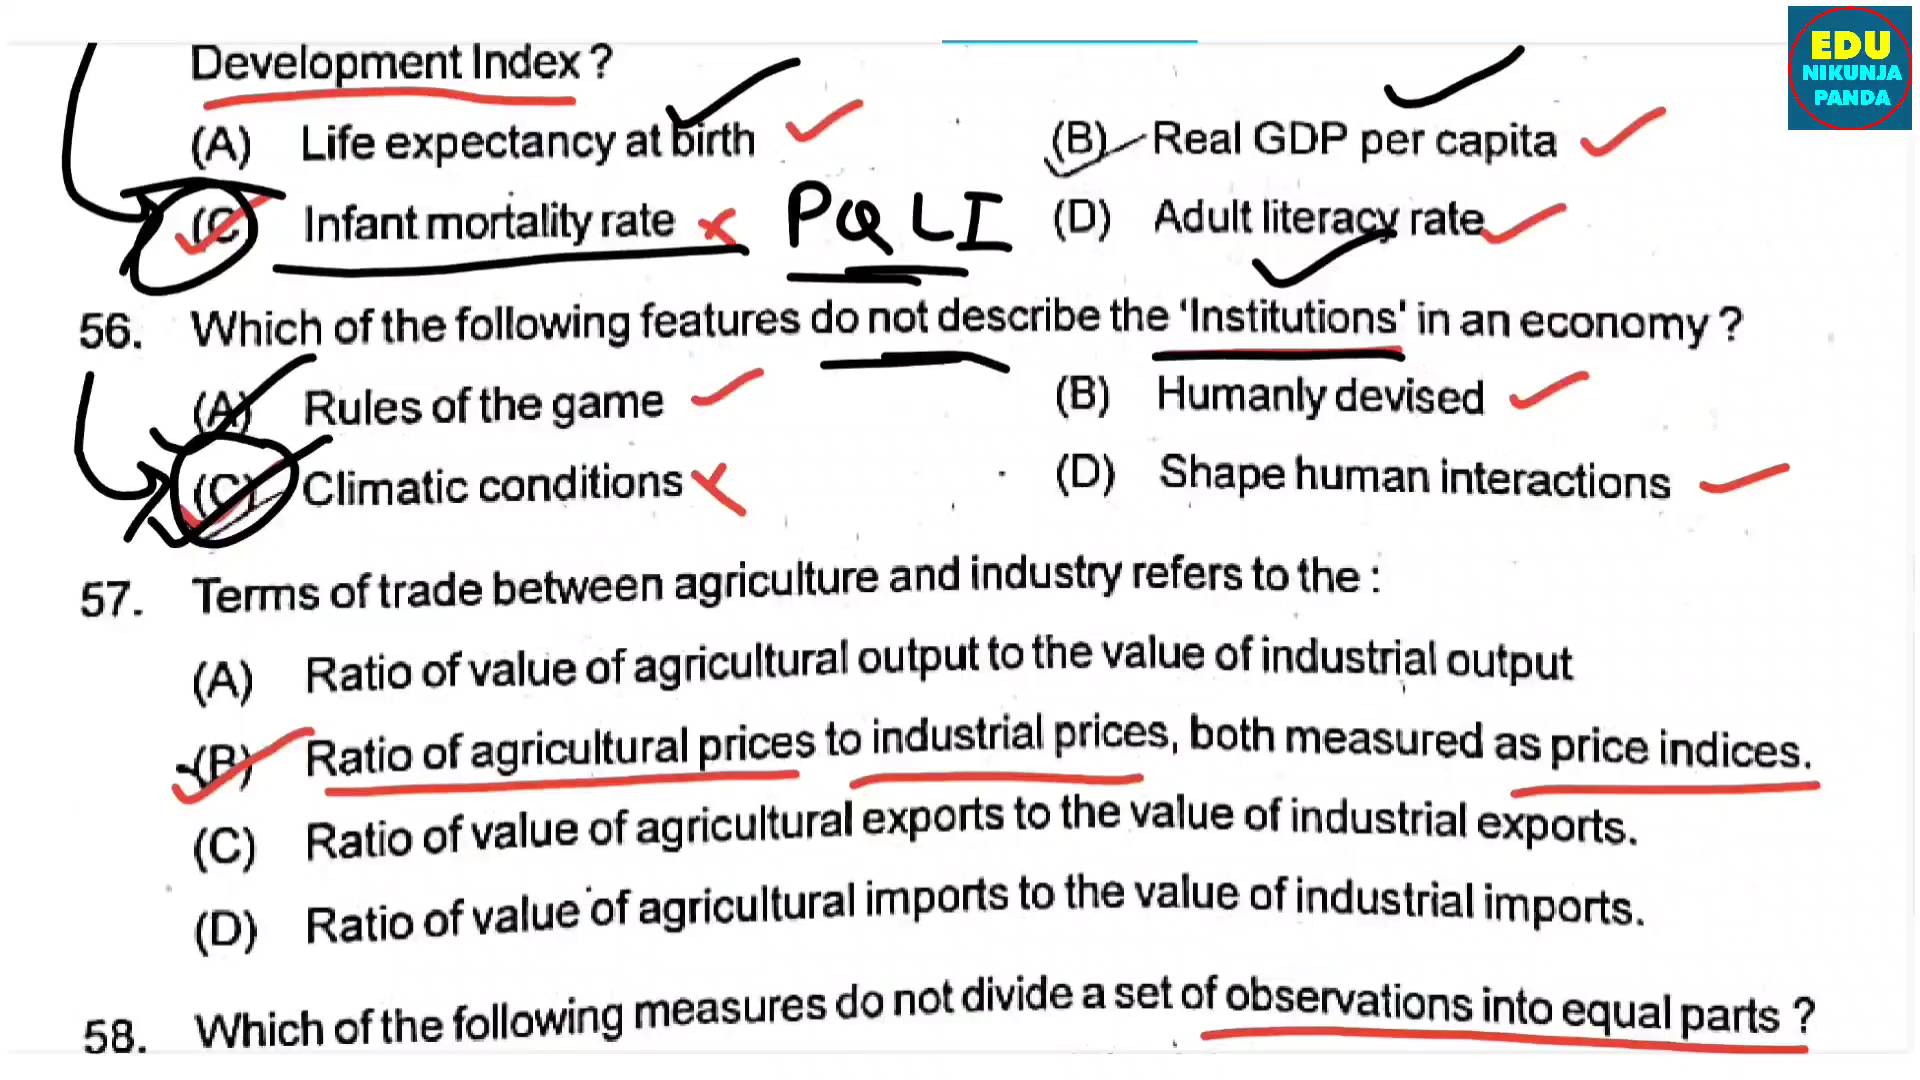 EDU
NIKUNJA
PANDA
Development Index ?
(A) Life expectancy at birth (B) Real GDP per capita
(C) Infant mortality rate PQLI (D) Adult literacy rate
56. Which of the following features do not describe the 'Institutions' in an economy ?
(A) Rules of the game (B) Humanly devised
(C) Climatic conditions (D) Shape human interactions
57. Terms of trade between agriculture and industry refers to the :
(A) Ratio of value of agricultural output to the value of industrial output
(B) Ratio of agricultural prices to industrial prices, both measured as price indices.
(C) Ratio of value of agricultural exports to the value of industrial exports.
(D) Ratio of value of agricultural imports to the value of industrial imports.
58. Which of the following measures do not divide a set of observations into equal parts ?